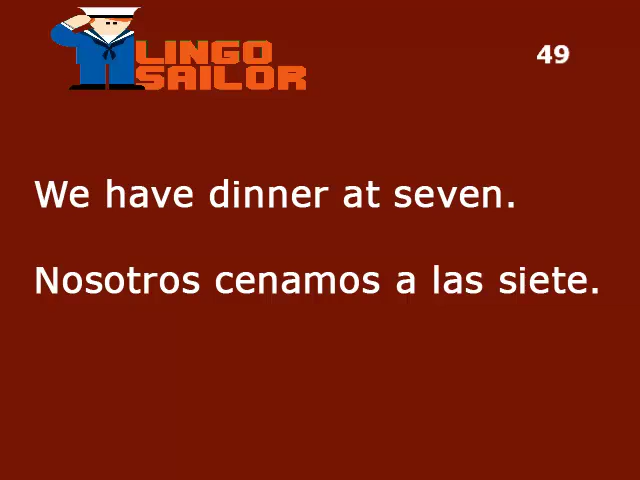 LINGO
SAILOR
49
We have dinner at seven.
Nosotros cenamos a las siete.